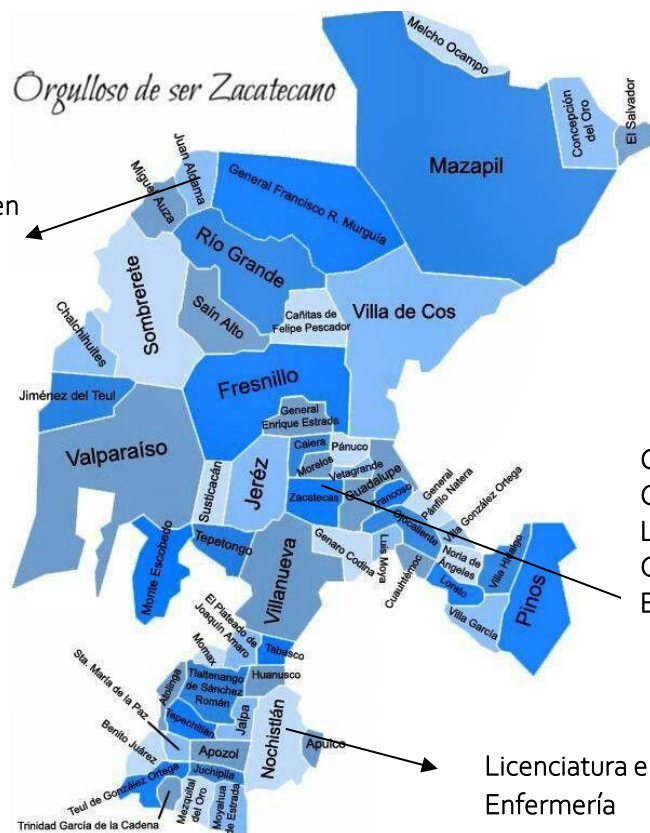 Melcho Ocampo
Orgulloso de ser Zacatecano
Concepción
del Oro
El Salvador
Mazapil
Juan Aldama
Miguel Auza
General Francisco R. Murguía
en
Río Grande
Sombrerete
Saín Alto
Cañitas de
Felipe Pescador
Villa de Cos
Chalchihuites
Fresnillo
Jiménez del Teul
General
Enrique Estrada
Valparaíso
Calera
Pánuco
Morelos
Vetagrande
Susticacán
Jeréz
Guadalupe
Zacatecas
Trancoso
General
Pánfilo Natera
Ojocaliente
Villa González Ortega
Genaro Codina
Luis Moya
Noria de
Ángeles
Villa Hidalgo
Cuauhtémoc
Loreto
Pinos
Villa García
Tepetongo
Monte Escobedo
Villanueva
El Plateado de
Joaquín Amaro
Tabasco
Momax
Huanusco
Sta. María de la Paz
Atolinga
Tlaltenango
de Sánchez
Román
Tepechitlán
Jalpa
Nochistlán
Apulco
Benito Juárez
Apozol
Teul de González Ortega
Juchipila
Mezquital
del Oro
Moyahua
de Estrada
Trinidad García de la Cadena
Licenciatura e
Enfermería